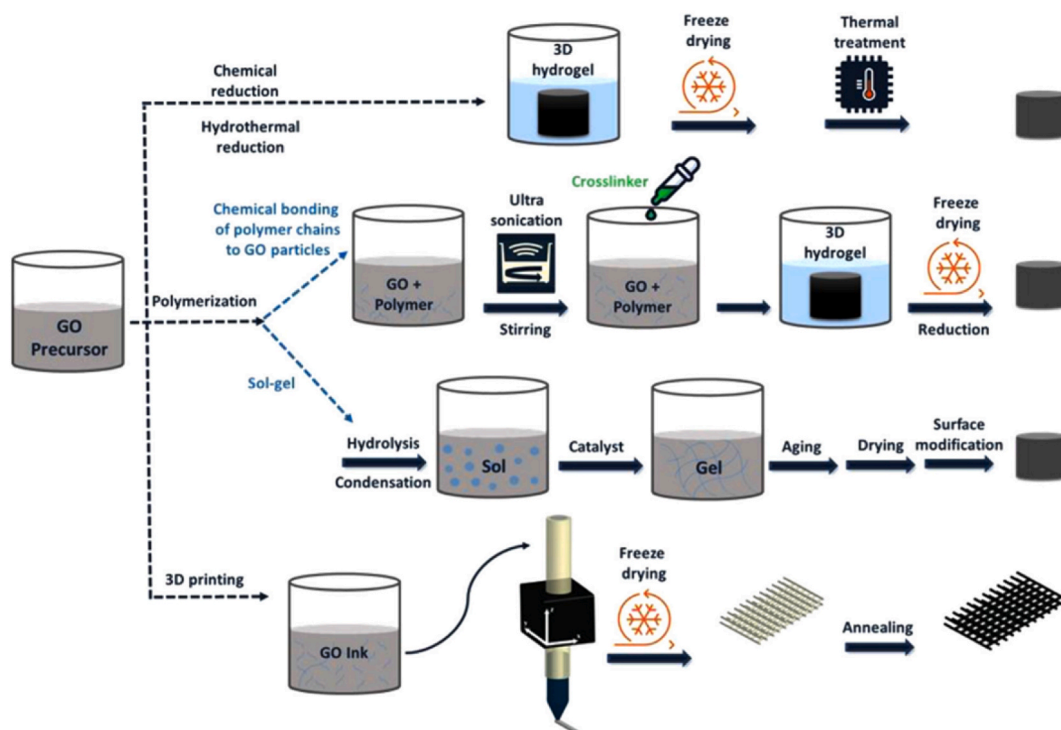 Chemical
reduction
Hydrothermal
reduction
3D
hydrogel
Freeze
drying
Thermal
treatment
GO
Precursor
Polymerization
Chemical bonding
of polymer chains
to GO particles
GO +
Polymer
Ultra
sonication
Stirring
Crosslinker
GO +
Polymer
3D
hydrogel
Freeze
drying
Reduction
Sol-gel
Hydrolysis
Condensation
Sol
Catalyst
Gel
Aging
Drying
Surface
modification
3D printing
GO Ink
Freeze
drying
Annealing